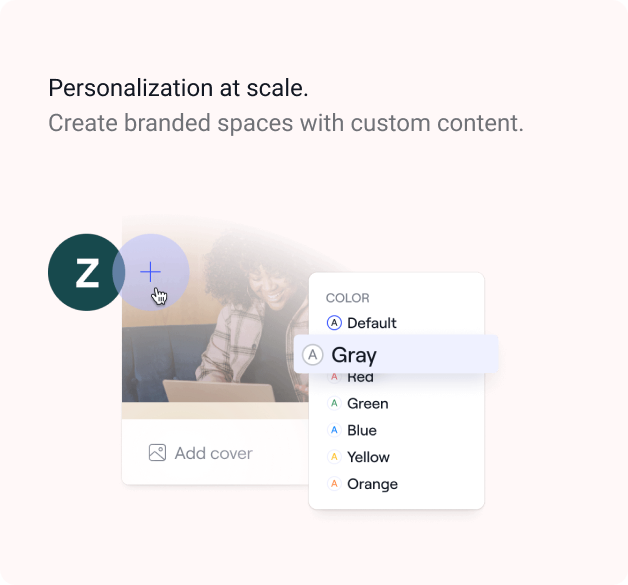 Personalization at scale.
Create branded spaces with custom content.
Z
COLOR
A Default
A Gray
A Red
A Green
A Blue
A Yellow
A Orange
Add cover